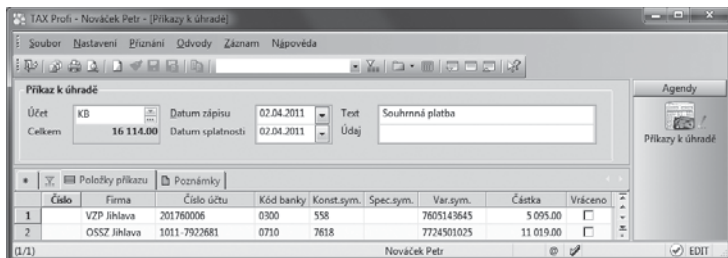 TAX Profi - Nováček Petr - [Příkazy k úhradě]
Soubor Nastavení Přiznání Odvody Záznam Nápověda
Příkaz k úhradě
Účet KB Datum zápisu 02.04.2011 Text Souhrnná platba
Celkem 16 114.00 Datum splatnosti 02.04.2011 Údaj
Agendy
Příkazy k úhradě
Položky příkazu Poznámky
Číslo Firma Číslo účtu Kód banky Konst.sym. Spec.sym. Var.sym. Částka Vráceno
1 VZP Jihlava 201760006 0300 558 7605143645 5 095.00
2 OSSZ Jihlava 1011-7922681 0710 7618 7724501025 11 019.00
(1/1) Nováček Petr @ EDIT